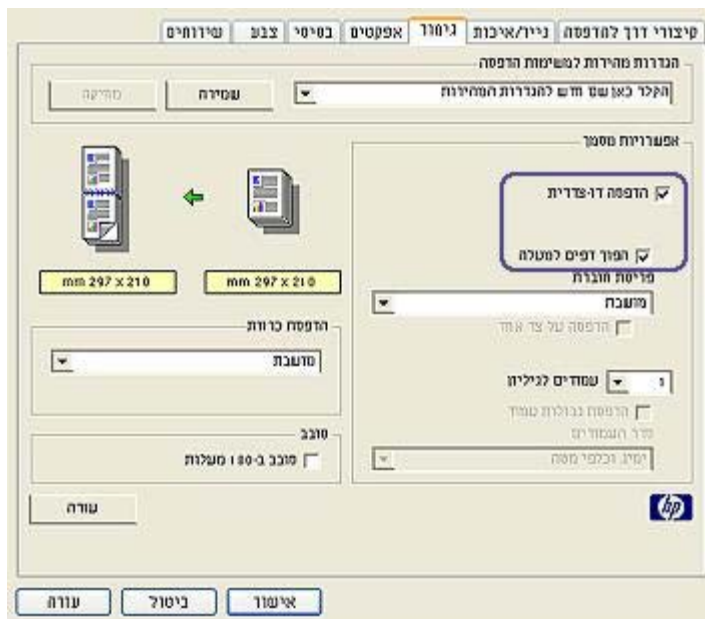 קיצורי דרך להדפסה נייר/איכות גימור אפקטים בסיסי צבע שירותים
הגדרות מהירות למשימות הדפסה
הקלד כאן שם חדש להגדרות המהירות
שמירה מחיקה
אפשרויות מסמך
הדפסה דו-צדדית
הפוך דפים למעלה
פריסת חוברת
מושבת
הדפסה על צד אחד
1 עמודים לגיליון
הדפסת גבולות עמוד
סדר העמודים
ימין, וכלפי מטה
210 x 297 mm
210 x 297 mm
הדפסת כרזות
מושבת
סובב
סובב ב-180 מעלות
עזרה
hp
אישור ביטול עזרה